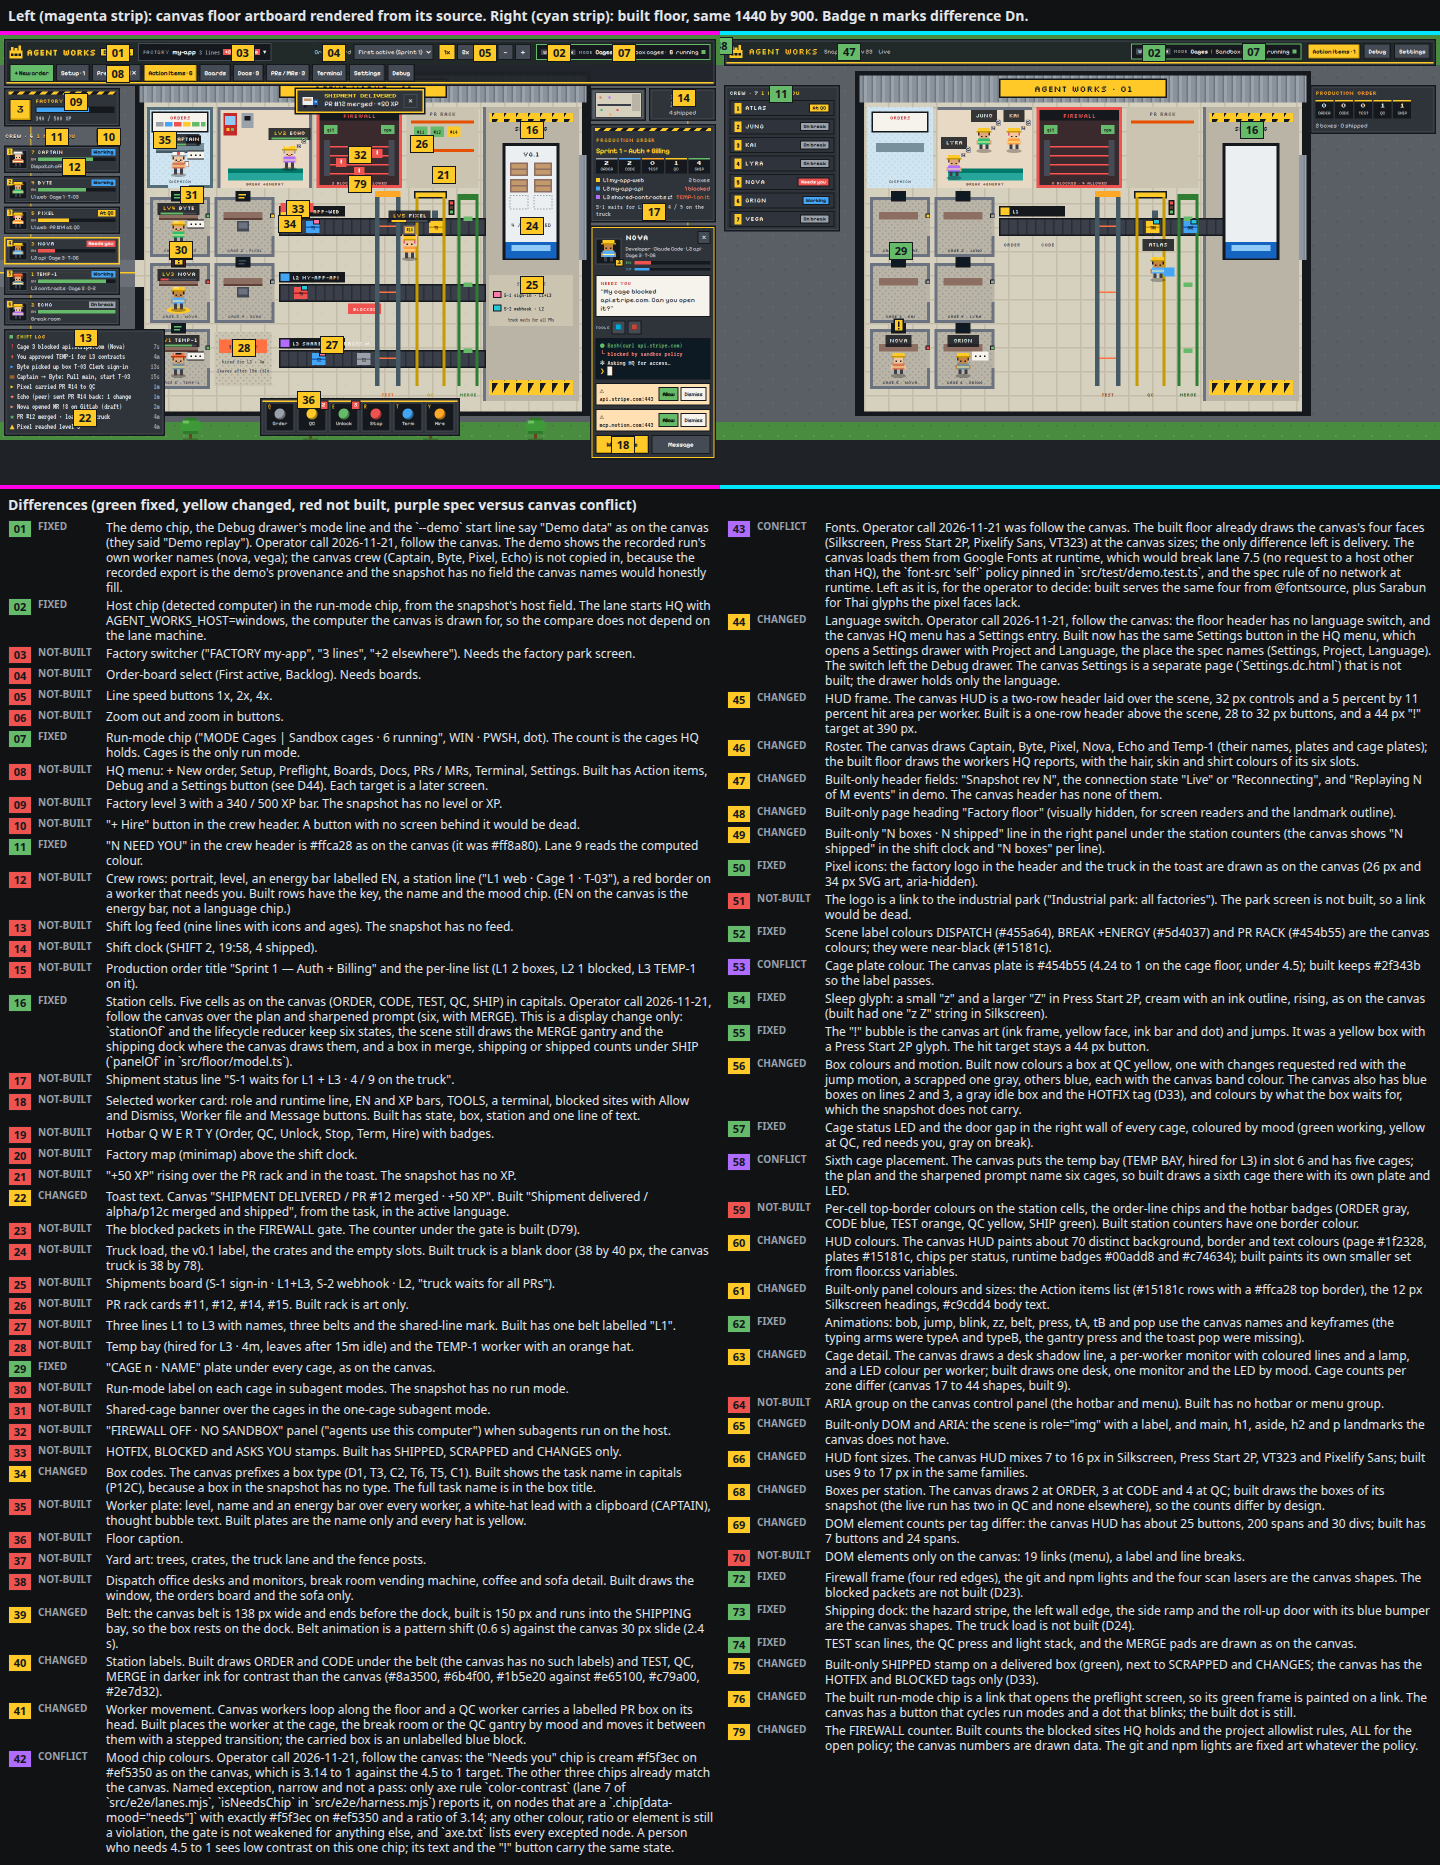 Left (magenta strip): canvas floor artboard rendered from its source. Right (cyan strip): built floor, same 1440 by 900. Badge n marks difference Dn.
AGENT WORKS
AGENT WORKS · 01
Differences (green fixed, yellow changed, red not built, purple spec versus canvas conflict)
01 FIXED The demo chip, the Debug drawer's mode line and the `--demo` start line say "Demo data" as on the canvas
(they said "Demo replay"). Operator call 2026-11-21, follow the canvas. The demo shows the recorded run's
own worker names (nova, vega); the canvas crew (Captain, Byte, Pixel, Echo) is not copied in, because the
recorded export is the demo's provenance and the snapshot has no field the canvas names would honestly
fill.
02 FIXED Host chip (detected computer) in the run-mode chip, from the snapshot's host field. The lane starts HQ with
AGENT_WORKS_HOST=windows, the computer the canvas is drawn for, so the compare does not depend on
the lane machine.
03 NOT-BUILT Factory switcher ("FACTORY my-app", "3 lines", "+2 elsewhere"). Needs the factory park screen.
04 NOT-BUILT Order-board select (First active, Backlog). Needs boards.
05 NOT-BUILT Line speed buttons 1x, 2x, 4x.
06 NOT-BUILT Zoom out and zoom in buttons.
07 FIXED Run-mode chip ("MODE Cages | Sandbox cages · 6 running", WIN · PWSH, dot). The count is the cages HQ
holds. Cages is the only run mode.
08 NOT-BUILT HQ menu: + New order, Setup, Preflight, Boards, Docs, PRs / MRs, Terminal, Settings. Built has Action items,
Debug and a Settings button (see D44). Each target is a later screen.
09 NOT-BUILT Factory level 3 with a 340 / 500 XP bar. The snapshot has no level or XP.
10 NOT-BUILT "+ Hire" button in the crew header. A button with no screen behind it would be dead.
11 FIXED "N NEED YOU" in the crew header is #ffca28 as on the canvas (it was #ff8a80). Lane 9 reads the computed
colour.
12 NOT-BUILT Crew rows: portrait, level, an energy bar labelled EN, a station line ("L1 web · Cage 1 · T-03"), a red border on
a worker that needs you. Built rows have the key, the name and the mood chip. (EN on the canvas is the
energy bar, not a language chip.)
13 NOT-BUILT Shift log feed (nine lines with icons and ages). The snapshot has no feed.
14 NOT-BUILT Shift clock (SHIFT 2, 19:58, 4 shipped).
15 NOT-BUILT Production order title "Sprint 1 — Auth + Billing" and the per-line list (L1 2 boxes, L2 1 blocked, L3 TEMP-1
on it).
16 FIXED Station cells. Five cells as on the canvas (ORDER, CODE, TEST, QC, SHIP) in capitals. Operator call 2026-11-21,
follow the canvas over the plan and sharpened prompt (six, with MERGE). This is a display change only:
`stationOf` and the lifecycle reducer keep six states, the scene still draws the MERGE gantry and the
shipping dock where the canvas draws them, and a box in merge, shipping or shipped counts under SHIP
(`panelOf` in `src/floor/model.ts`).
17 NOT-BUILT Shipment status line "S-1 waits for L1 + L3 · 4 / 9 on the truck".
18 NOT-BUILT Selected worker card: role and runtime line, EN and XP bars, TOOLS, a terminal, blocked sites with Allow
and Dismiss, Worker file and Message buttons. Built has state, box, station and one line of text.
19 NOT-BUILT Hotbar Q W E R T Y (Order, QC, Unlock, Stop, Term, Hire) with badges.
20 NOT-BUILT Factory map (minimap) above the shift clock.
21 NOT-BUILT "+50 XP" rising over the PR rack and in the toast. The snapshot has no XP.
22 CHANGED Toast text. Canvas "SHIPMENT DELIVERED / PR #12 merged · +50 XP". Built "Shipment delivered /
alpha/p12c merged and shipped", from the task, in the active language.
23 NOT-BUILT The blocked packets in the FIREWALL gate. The counter under the gate is built (D79).
24 NOT-BUILT Truck load, the v0.1 label, the crates and the empty slots. Built truck is a blank door (38 by 40 px, the canvas
truck is 38 by 78).
25 NOT-BUILT Shipments board (S-1 sign-in · L1+L3, S-2 webhook · L2, "truck waits for all PRs").
26 NOT-BUILT PR rack cards #11, #12, #14, #15. Built rack is art only.
27 NOT-BUILT Three lines L1 to L3 with names, three belts and the shared-line mark. Built has one belt labelled "L1".
28 NOT-BUILT Temp bay (hired for L3 · 4m, leaves after 15m idle) and the TEMP-1 worker with an orange hat.
29 FIXED "CAGE n · NAME" plate under every cage, as on the canvas.
30 NOT-BUILT Run-mode label on each cage in subagent modes. The snapshot has no run mode.
31 NOT-BUILT Shared-cage banner over the cages in the one-cage subagent mode.
32 NOT-BUILT "FIREWALL OFF · NO SANDBOX" panel ("agents use this computer") when subagents run on the host.
33 NOT-BUILT HOTFIX, BLOCKED and ASKS YOU stamps. Built has SHIPPED, SCRAPPED and CHANGES only.
34 CHANGED Box codes. The canvas prefixes a box type (D1, T3, C2, T6, T5, C1). Built shows the task name in capitals
(P12C), because a box in the snapshot has no type. The full task name is in the box title.
35 NOT-BUILT Worker plate: level, name and an energy bar over every worker, a white-hat lead with a clipboard (CAPTAIN),
thought bubble text. Built plates are the name only and every hat is yellow.
36 NOT-BUILT Floor caption.
37 NOT-BUILT Yard art: trees, crates, the truck lane and the fence posts.
38 NOT-BUILT Dispatch office desks and monitors, break room vending machine, coffee and sofa detail. Built draws the
window, the orders board and the sofa only.
39 CHANGED Belt: the canvas belt is 138 px wide and ends before the dock, built is 150 px and runs into the SHIPPING
bay, so the box rests on the dock. Belt animation is a pattern shift (0.6 s) against the canvas 30 px slide (2.4
s).
40 CHANGED Station labels. Built draws ORDER and CODE under the belt (the canvas has no such labels) and TEST, QC,
MERGE in darker ink for contrast than the canvas (#8a3500, #6b4f00, #1b5e20 against #e65100, #c79a00,
#2e7d32).
41 CHANGED Worker movement. Canvas workers loop along the floor and a QC worker carries a labelled PR box on its
head. Built places the worker at the cage, the break room or the QC gantry by mood and moves it between
them with a stepped transition; the carried box is an unlabelled blue block.
42 CONFLICT Mood chip colours. Operator call 2026-11-21, follow the canvas: the "Needs you" chip is cream #f5f3ec on
#ef5350 as on the canvas, which is 3.14 to 1 against the 4.5 to 1 target. The other three chips already match
the canvas. Named exception, narrow and not a pass: only axe rule `color-contrast` (lane 7 of
`src/e2e/lanes.mjs`, `isNeedsChip` in `src/e2e/harness.mjs`) reports it, on nodes that are a `.chip[data-
mood="needs"]` with exactly #f5f3ec on #ef5350 and a ratio of 3.14; any other colour, ratio or element is still
a violation, the gate is not weakened for anything else, and `axe.txt` lists every excepted node. A person
who needs 4.5 to 1 sees low contrast on this one chip; its text and the "!" button carry the same state.
43 CONFLICT Fonts. Operator call 2026-11-21 was follow the canvas. The built floor already draws the canvas's four faces
(Silkscreen, Press Start 2P, Pixelify Sans, VT323) at the canvas sizes; the only difference left is delivery. The
canvas loads them from Google Fonts at runtime, which would break lane 7.5 (no request to a host other
than HQ), the `font-src 'self'` policy pinned in `src/test/demo.test.ts`, and the spec rule of no network at
runtime. Left as it is, for the operator to decide: built serves the same four from @fontsource, plus Sarabun
for Thai glyphs the pixel faces lack.
44 CHANGED Language switch. Operator call 2026-11-21, follow the canvas: the floor header has no language switch, and
the canvas HQ menu has a Settings entry. Built now has the same Settings button in the HQ menu, which
opens a Settings drawer with Project and Language, the place the spec names (Settings, Project, Language).
The switch left the Debug drawer. The canvas Settings is a separate page (`Settings.dc.html`) that is not
built; the drawer holds only the language.
45 CHANGED HUD frame. The canvas HUD is a two-row header laid over the scene, 32 px controls and a 5 percent by 11
percent hit area per worker. Built is a one-row header above the scene, 28 to 32 px buttons, and a 44 px "!"
target at 390 px.
46 CHANGED Roster. The canvas draws Captain, Byte, Pixel, Nova, Echo and Temp-1 (their names, plates and cage plates);
the built floor draws the workers HQ reports, with the hair, skin and shirt colours of its six slots.
47 CHANGED Built-only header fields: "Snapshot rev N", the connection state "Live" or "Reconnecting", and "Replaying N
of M events" in demo. The canvas header has none of them.
48 CHANGED Built-only page heading "Factory floor" (visually hidden, for screen readers and the landmark outline).
49 CHANGED Built-only "N boxes · N shipped" line in the right panel under the station counters (the canvas shows "N
shipped" in the shift clock and "N boxes" per line).
50 FIXED Pixel icons: the factory logo in the header and the truck in the toast are drawn as on the canvas (26 px and
34 px SVG art, aria-hidden).
51 NOT-BUILT The logo is a link to the industrial park ("Industrial park: all factories"). The park screen is not built, so a link
would be dead.
52 FIXED Scene label colours DISPATCH (#455a64), BREAK +ENERGY (#5d4037) and PR RACK (#454b55) are the canvas
colours; they were near-black (#15181c).
53 CONFLICT Cage plate colour. The canvas plate is #454b55 (4.24 to 1 on the cage floor, under 4.5); built keeps #2f343b
so the label passes.
54 FIXED Sleep glyph: a small "z" and a larger "Z" in Press Start 2P, cream with an ink outline, rising, as on the canvas
(built had one "z Z" string in Silkscreen).
55 FIXED The "!" bubble is the canvas art (ink frame, yellow face, ink bar and dot) and jumps. It was a yellow box with
a Press Start 2P glyph. The hit target stays a 44 px button.
56 CHANGED Box colours and motion. Built now colours a box at QC yellow, one with changes requested red with the
jump motion, a scrapped one gray, others blue, each with the canvas band colour. The canvas also has blue
boxes on lines 2 and 3, a gray idle box and the HOTFIX tag (D33), and colours by what the box waits for,
which the snapshot does not carry.
57 FIXED Cage status LED and the door gap in the right wall of every cage, coloured by mood (green working, yellow
at QC, red needs you, gray on break).
58 CONFLICT Sixth cage placement. The canvas puts the temp bay (TEMP BAY, hired for L3) in slot 6 and has five cages;
the plan and the sharpened prompt name six cages, so built draws a sixth cage there with its own plate and
LED.
59 NOT-BUILT Per-cell top-border colours on the station cells, the order-line chips and the hotbar badges (ORDER gray,
CODE blue, TEST orange, QC yellow, SHIP green). Built station counters have one border colour.
60 CHANGED HUD colours. The canvas HUD paints about 70 distinct background, border and text colours (page #1f2328,
plates #15181c, chips per status, runtime badges #00add8 and #c74634); built paints its own smaller set
from floor.css variables.
61 CHANGED Built-only panel colours and sizes: the Action items list (#15181c rows with a #ffca28 top border), the 12 px
Silkscreen headings, #c9cdd4 body text.
62 FIXED Animations: bob, jump, blink, zz, belt, press, tA, tB and pop use the canvas names and keyframes (the
typing arms were typeA and typeB, the gantry press and the toast pop were missing).
63 CHANGED Cage detail. The canvas draws a desk shadow line, a per-worker monitor with coloured lines and a lamp,
and a LED colour per worker; built draws one desk, one monitor and the LED by mood. Cage counts per
zone differ (canvas 17 to 44 shapes, built 9).
64 NOT-BUILT ARIA group on the canvas control panel (the hotbar and menu). Built has no hotbar or menu group.
65 CHANGED Built-only DOM and ARIA: the scene is role="img" with a label, and main, h1, aside, h2 and p landmarks the
canvas does not have.
66 CHANGED HUD font sizes. The canvas HUD mixes 7 to 16 px in Silkscreen, Press Start 2P, VT323 and Pixelify Sans; built
uses 9 to 17 px in the same families.
68 CHANGED Boxes per station. The canvas draws 2 at ORDER, 3 at CODE and 4 at QC; built draws the boxes of its
snapshot (the live run has two in QC and none elsewhere), so the counts differ by design.
69 CHANGED DOM element counts per tag differ: the canvas HUD has about 25 buttons, 200 spans and 30 divs; built has
7 buttons and 24 spans.
70 NOT-BUILT DOM elements only on the canvas: 19 links (menu), a label and line breaks.
72 FIXED Firewall frame (four red edges), the git and npm lights and the four scan lasers are the canvas shapes. The
blocked packets are not built (D23).
73 FIXED Shipping dock: the hazard stripe, the left wall edge, the side ramp and the roll-up door with its blue bumper
are the canvas shapes. The truck load is not built (D24).
74 FIXED TEST scan lines, the QC press and light stack, and the MERGE pads are drawn as on the canvas.
75 CHANGED Built-only SHIPPED stamp on a delivered box (green), next to SCRAPPED and CHANGES; the canvas has the
HOTFIX and BLOCKED tags only (D33).
76 CHANGED The built run-mode chip is a link that opens the preflight screen, so its green frame is painted on a link. The
canvas has a button that cycles run modes and a dot that blinks; the built dot is still.
79 CHANGED The FIREWALL counter. Built counts the blocked sites HQ holds and the project allowlist rules, ALL for the
open policy; the canvas numbers are drawn data. The git and npm lights are fixed art whatever the policy.